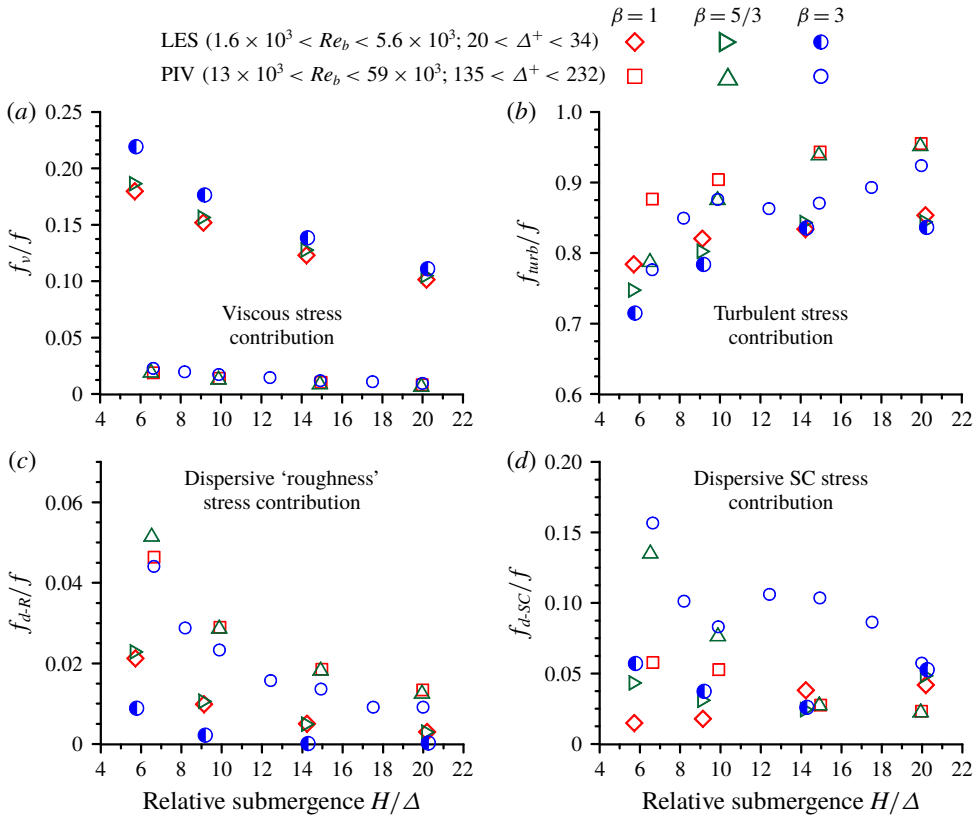 β = 1 β = 5/3 β = 3
LES (1.6 × 10³ < Re_b < 5.6 × 10³; 20 < Δ⁺ < 34)
PIV (13 × 10³ < Re_b < 59 × 10³; 135 < Δ⁺ < 232)
(a)
0.25
0.20
0.15
0.10
0.05
0
f_ν/f
Viscous stress
contribution
4 6 8 10 12 14 16 18 20 22
(b)
1.0
0.9
0.8
0.7
0.6
f_turb/f
Turbulent stress
contribution
4 6 8 10 12 14 16 18 20 22
(c)
0.06
0.04
0.02
0
f_d-R/f
Dispersive ‘roughness’
stress contribution
4 6 8 10 12 14 16 18 20 22
Relative submergence H/Δ
(d)
0.20
0.15
0.10
0.05
0
f_d-SC/f
Dispersive SC stress
contribution
4 6 8 10 12 14 16 18 20 22
Relative submergence H/Δ